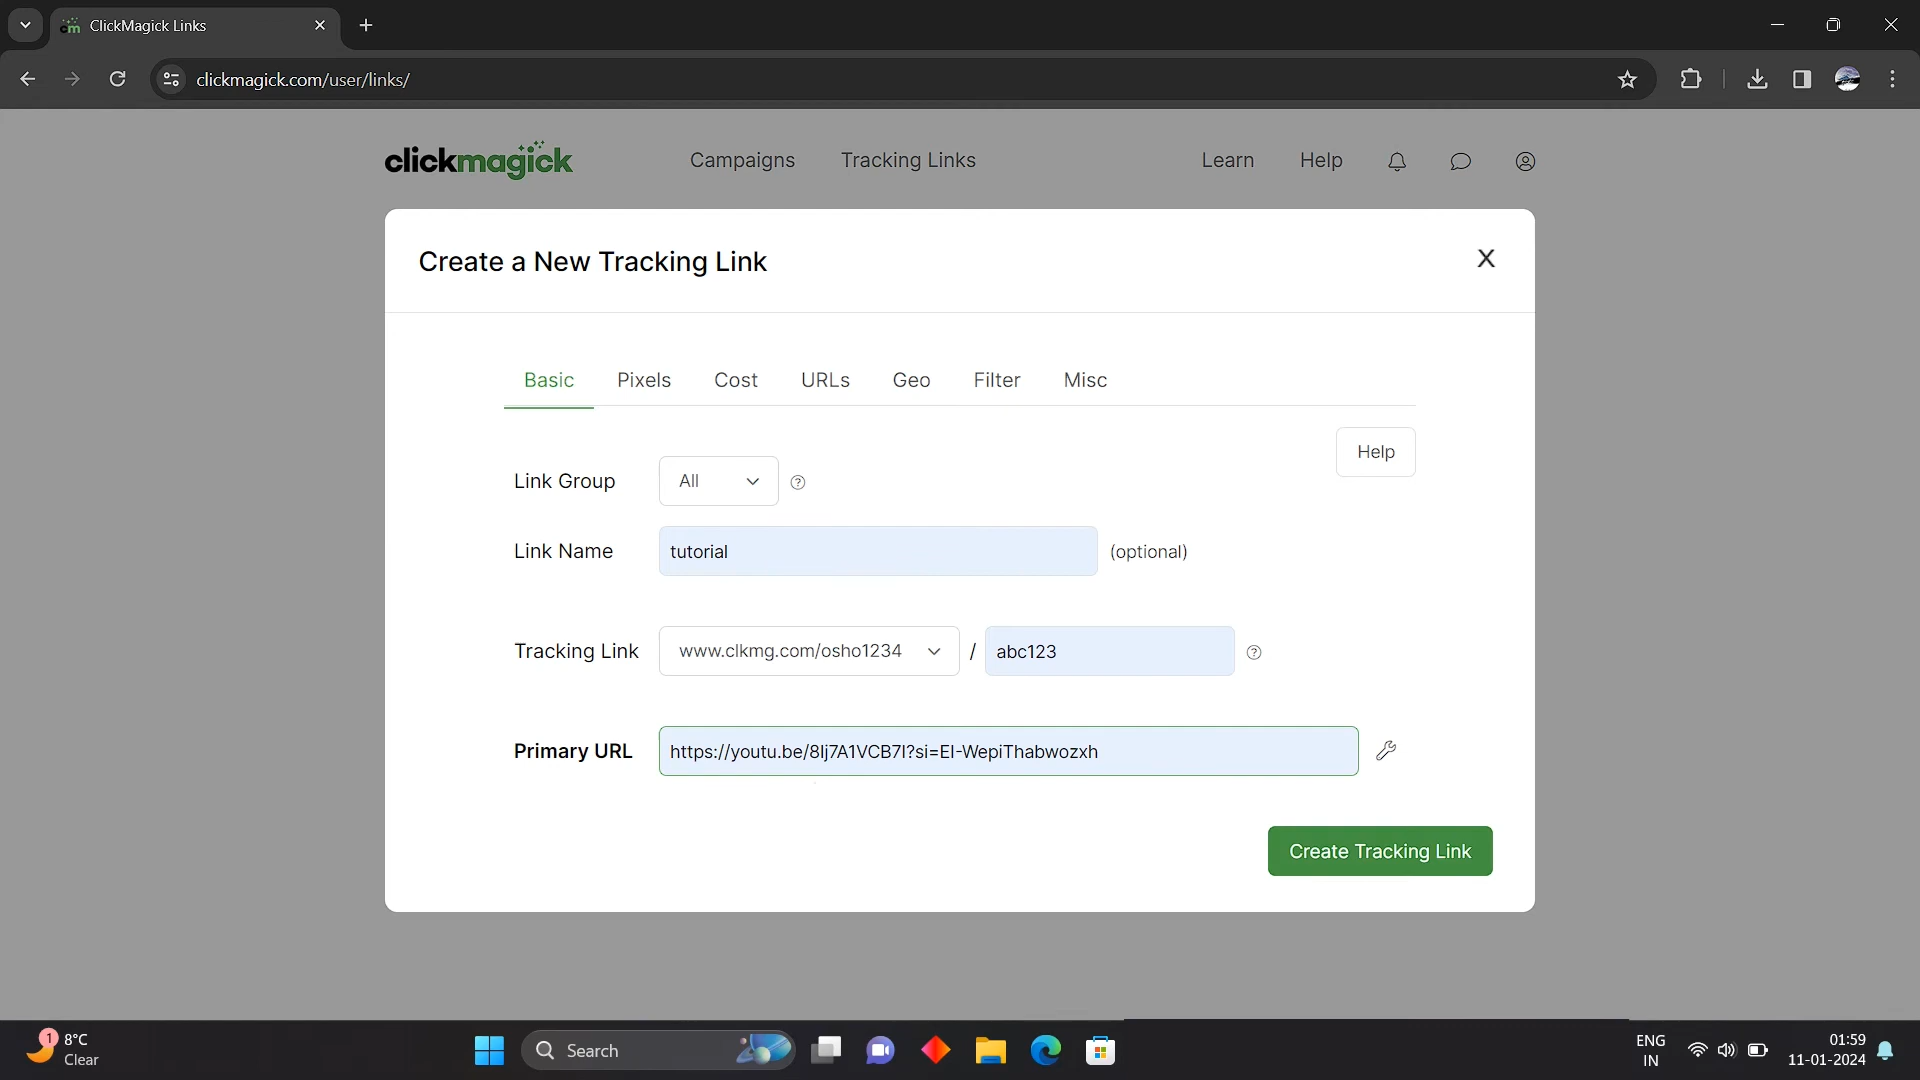 ClickMagick Links
clickmagick.com/user/links/
clickmagick
Campaigns
Tracking Links
Learn
Help
Create a New Tracking Link
X
Basic
Pixels
Cost
URLs
Geo
Filter
Misc
Help
Link Group
All
Link Name
tutorial
(optional)
Tracking Link
www.clkmg.com/osho1234
/
abc123
Primary URL
https://youtu.be/8Ij7A1VCB7I?si=EI-WepiThabwozxh
Create Tracking Link
1
8°C
Clear
Search
ENG
IN
01:59
11-01-2024